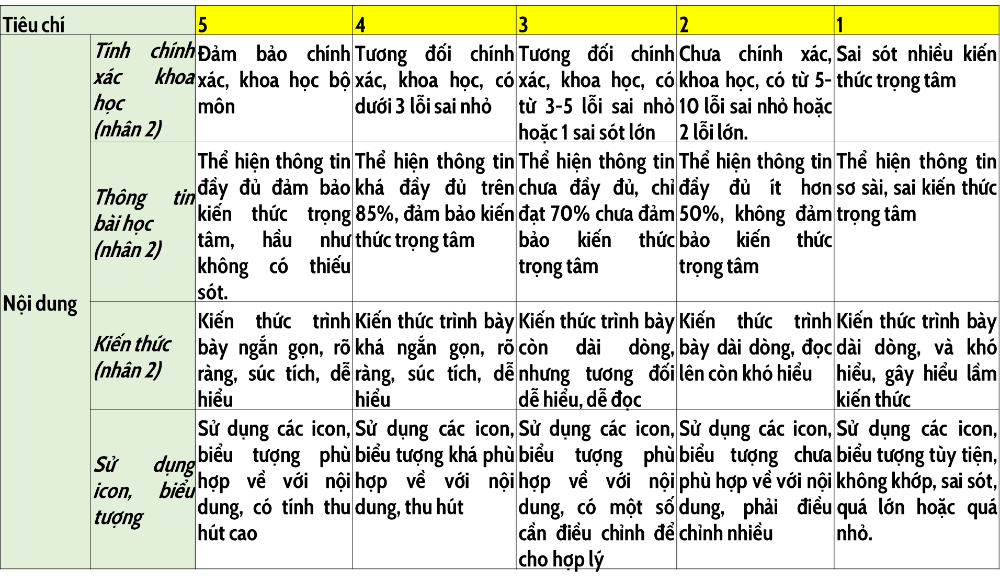 Tiêu chí
5
4
3
2
1
Nội dung
Tính chính
xác khoa
học
(nhân 2)
Đảm bảo chính
xác, khoa học bộ
môn
Tương đối chính
xác, khoa học, có
dưới 3 lỗi sai nhỏ
Tương đối chính
xác, khoa học, có
từ 3-5 lỗi sai nhỏ
hoặc 1 sai sót lớn
Chưa chính xác,
khoa học, có từ 5-
10 lỗi sai nhỏ hoặc
2 lỗi lớn.
Sai sót nhiều kiến
thức trọng tâm
Thông tin
bài học
(nhân 2)
Thể hiện thông tin
đầy đủ đảm bảo
kiến thức trọng
tâm, hầu như
không có thiếu
sót.
Thể hiện thông tin
khá đầy đủ trên
85%, đảm bảo kiến
thức trọng tâm
Thể hiện thông tin
chưa đầy đủ, chỉ
đạt 70% chưa đảm
bảo kiến thức
trọng tâm
Thể hiện thông tin
đầy đủ ít hơn
50%, không đảm
bảo kiến thức
trọng tâm
Thể hiện thông tin
sơ sài, sai kiến thức
trọng tâm
Kiến thức
(nhân 2)
Kiến thức trình
bày ngắn gọn, rõ
ràng, súc tích, dễ
hiểu
Kiến thức trình bày
khá ngắn gọn, rõ
ràng, súc tích, dễ
hiểu
Kiến thức trình bày
còn dài dòng,
nhưng tương đối
dễ hiểu, dễ đọc
Kiến thức trình
bày dài dòng, đọc
lên còn khó hiểu
Kiến thức trình bày
dài dòng, và khó
hiểu, gây hiểu lầm
kiến thức
Sử dụng
icon, biểu
tượng
Sử dụng các icon,
biểu tượng phù
hợp về với nội
dung, có tính thu
hút cao
Sử dụng các icon,
biểu tượng khá phù
hợp về với nội
dung, thu hút
Sử dụng các icon,
biểu tượng phù
hợp về với nội
dung, có một số
cần điều chỉnh để
cho hợp lý
Sử dụng các icon,
biểu tượng chưa
phù hợp về với nội
dung, phải điều
chỉnh nhiều
Sử dụng các icon,
biểu tượng tùy tiện,
không khớp, sai sót,
quá lớn hoặc quá
nhỏ.